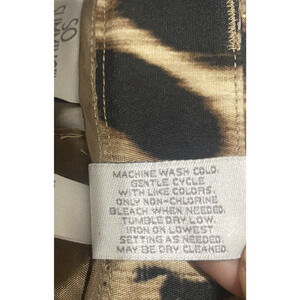 SO
MACHINE WASH COLD.
GENTLE CYCLE
WITH LIKE COLORS.
ONLY NON-CHLORINE
BLEACH WHEN NEEDED.
TUMBLE DRY LOW.
IRON ON LOWEST
SETTING AS NEEDED.
MAY BE DRY CLEANED.